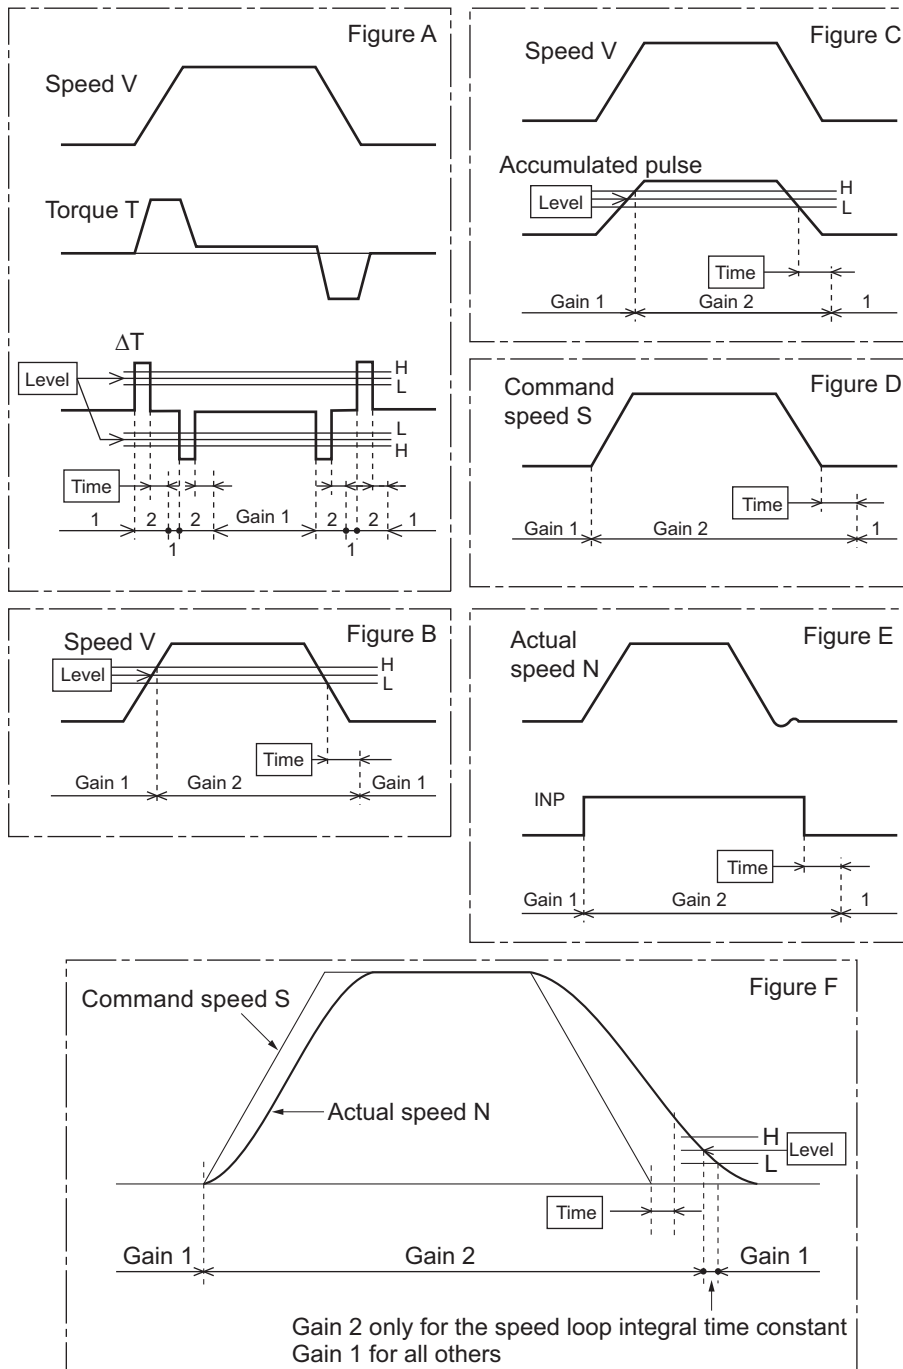 Figure A
Speed V
Torque T
ΔT
H
Level
L
L
H
Time
1 2 2 Gain 1 2 2 1
1 1
Figure B
Speed V
H
Level
L
Time
Gain 1 Gain 2 Gain 1
Figure C
Speed V
Accumulated pulse
H
Level
L
Time
Gain 1 Gain 2 1
Figure D
Command
speed S
Time
Gain 1 Gain 2 1
Figure E
Actual
speed N
INP
Time
Gain 1 Gain 2 1
Figure F
Command speed S
Actual speed N
H
Level
L
Time
Gain 1 Gain 2 Gain 1
Gain 2 only for the speed loop integral time constant
Gain 1 for all others